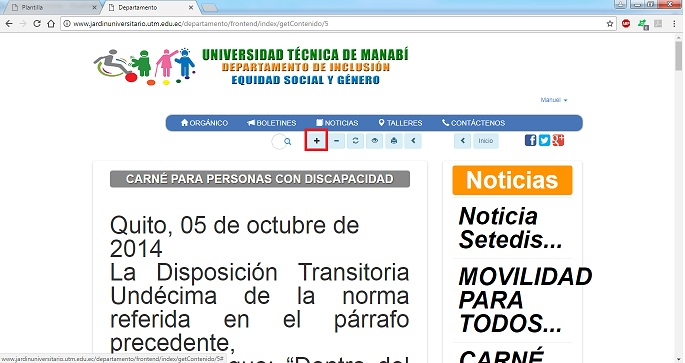 Plantilla
Departamento
www.jardinuniversitario.utm.edu.ec/departamento/frontend/index/getContenido/5
UNIVERSIDAD TÉCNICA DE MANABÍ
DEPARTAMENTO DE INCLUSIÓN
EQUIDAD SOCIAL Y GÉNERO
Manuel
ORGÁNICO BOLETINES NOTICIAS TALLERES CONTÁCTENOS
Inicio
CARNÉ PARA PERSONAS CON DISCAPACIDAD
Quito, 05 de octubre de
2014
La Disposición Transitoria
Undécima de la norma
referida en el párrafo
precedente,
que: “Dentro del
Noticias
Noticia
Setedis...
MOVILIDAD
PARA
TODOS...
CARNÉ
www.jardinuniversitario.utm.edu.ec/departamento/frontend/index/getContenido/5#